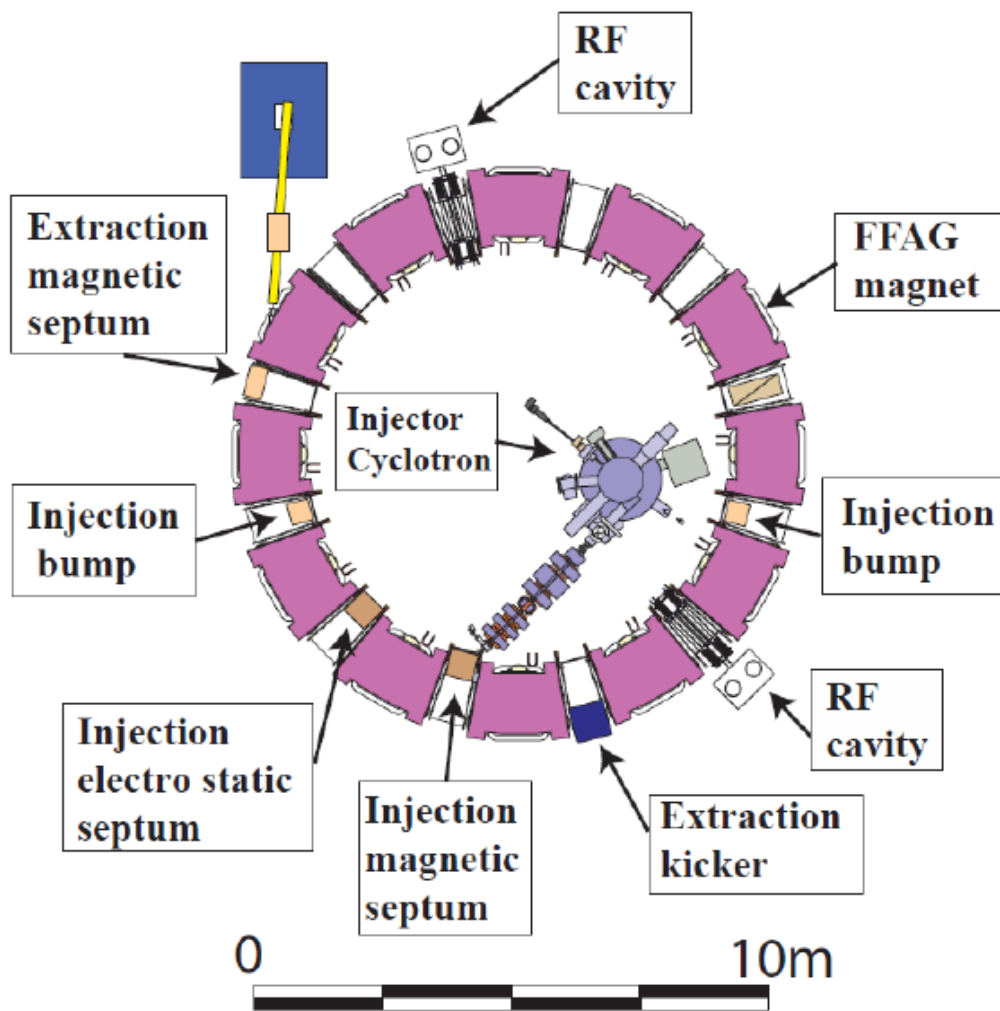 RF
cavity
Extraction
magnetic
septum
FFAG
magnet
Injector
Cyclotron
Injection
bump
Injection
bump
Injection
electro static
septum
Injection
magnetic
septum
Extraction
kicker
RF
cavity
0
10m